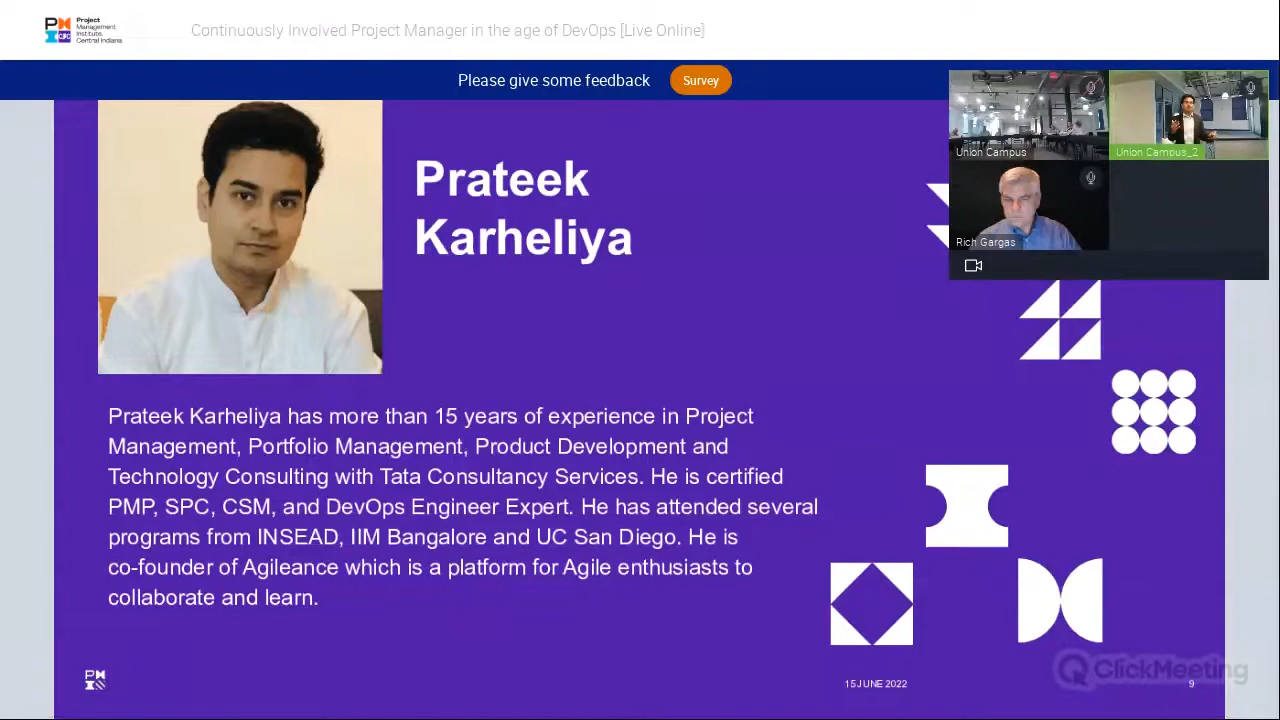 Project
Management
Institute.
Central Indiana
Continuously Involved Project Manager in the age of DevOps [Live Online]
Please give some feedback
Survey
Union Campus
Union Campus_2
Rich Gargas
Prateek
Karheliya
Prateek Karheliya has more than 15 years of experience in Project
Management, Portfolio Management, Product Development and
Technology Consulting with Tata Consultancy Services. He is certified
PMP, SPC, CSM, and DevOps Engineer Expert. He has attended several
programs from INSEAD, IIM Bangalore and UC San Diego. He is
co-founder of Agileance which is a platform for Agile enthusiasts to
collaborate and learn.
15 JUNE 2022
9
ClickMeeting